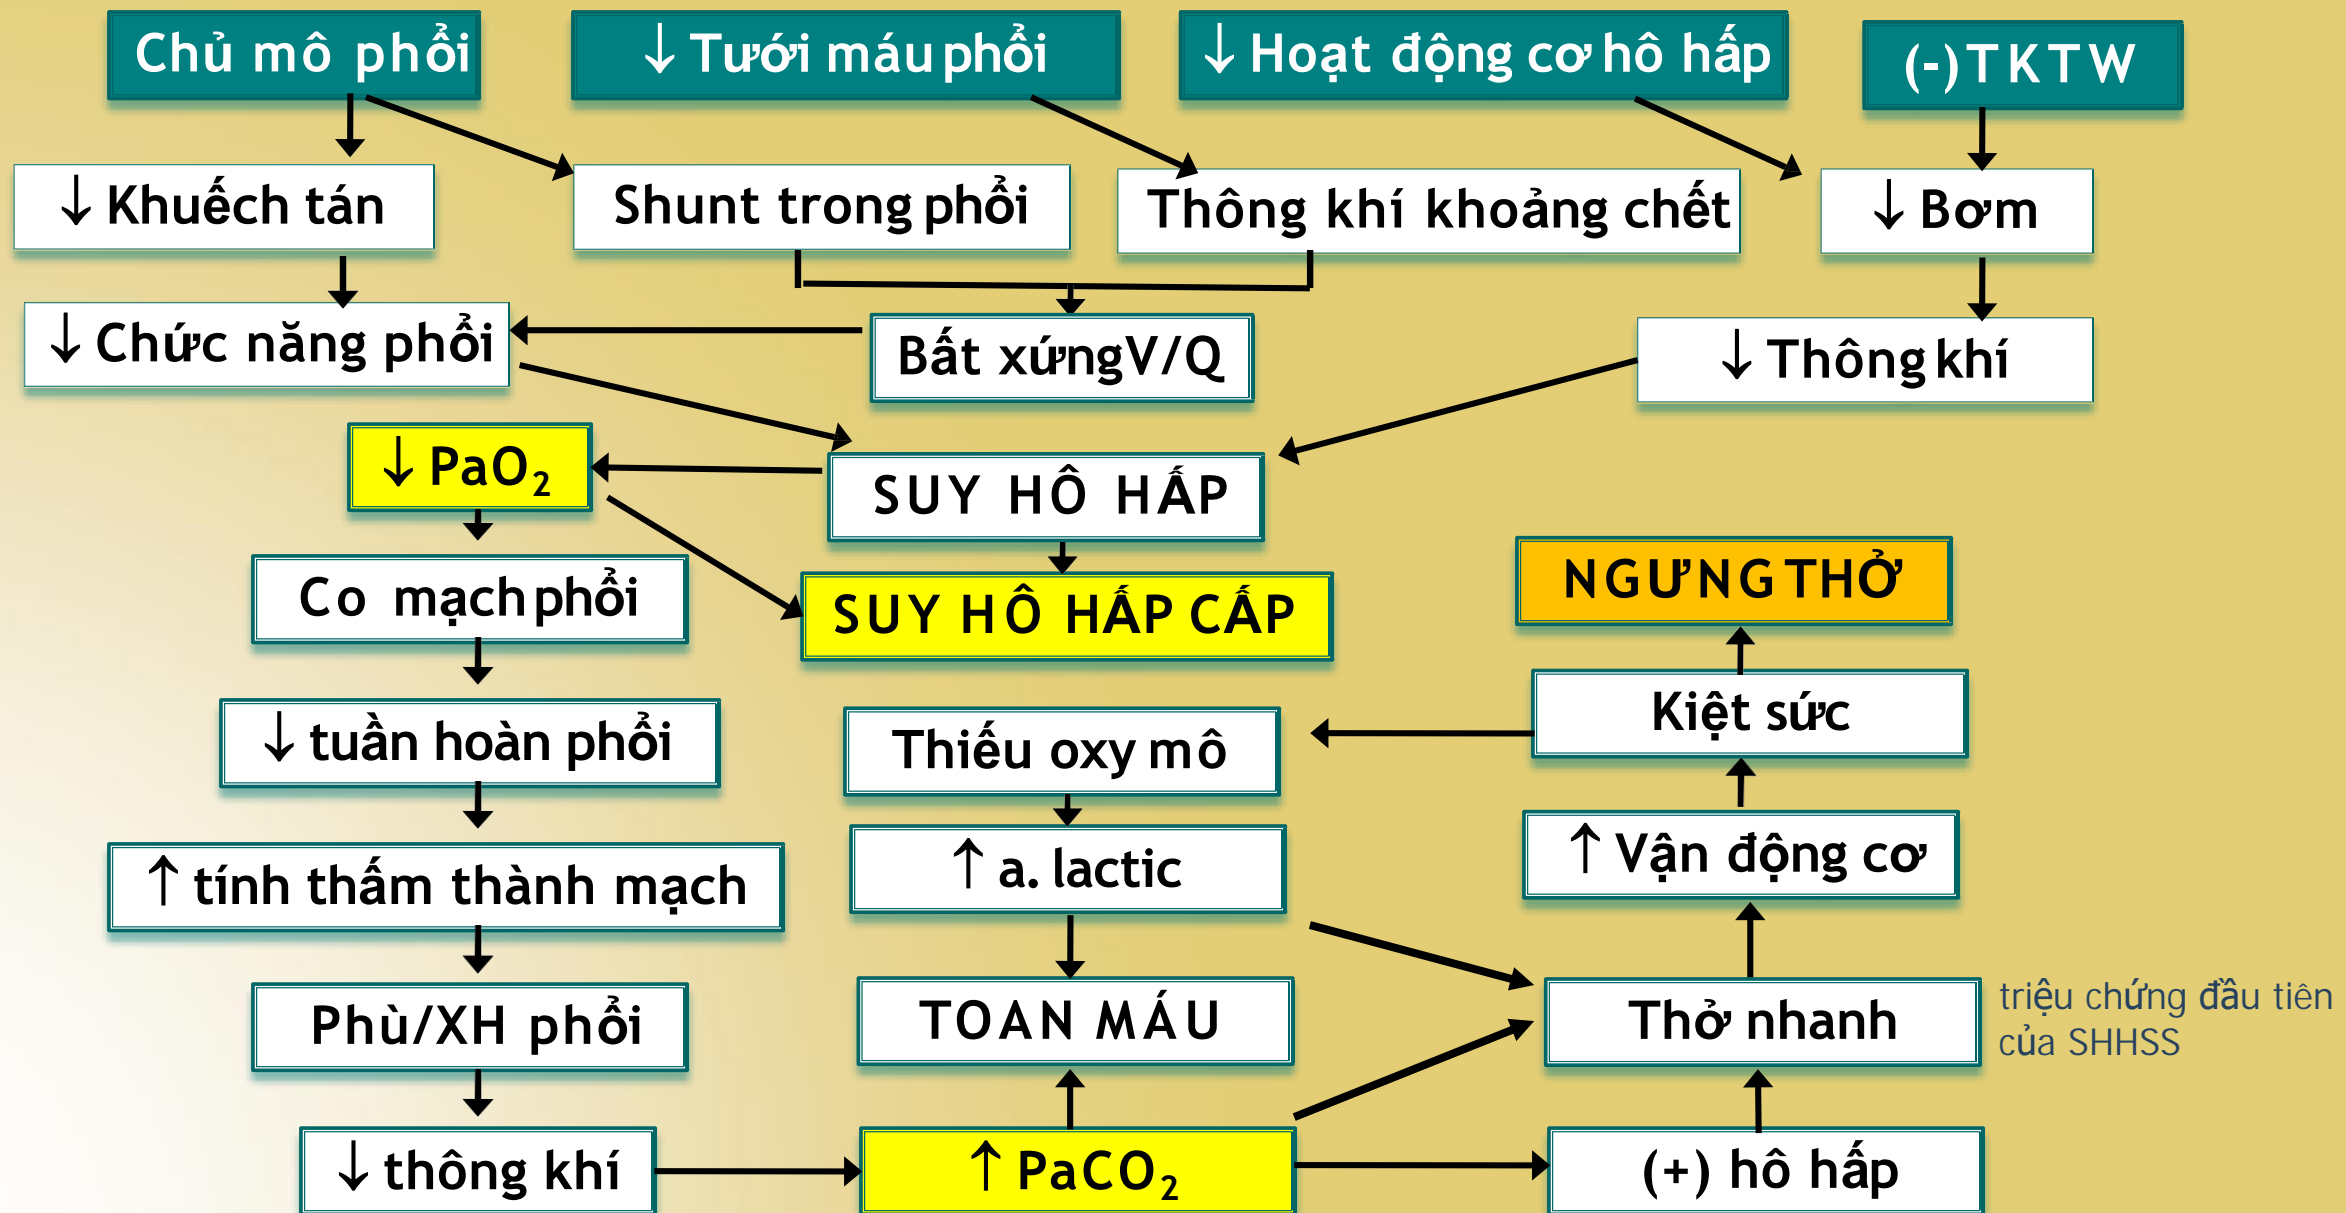 Chủ mô phổi
↓ Tưới máu phổi
↓ Hoạt động cơ hô hấp
(-) TKTW
↓ Khuếch tán
Shunt trong phổi
Thông khí khoảng chết
↓ Bơm
↓ Chức năng phổi
Bất xứng V/Q
↓ Thông khí
↓ PaO₂
SUY HÔ HẤP
Co mạch phổi
SUY HÔ HẤP CẤP
NGƯNG THỞ
↓ tuần hoàn phổi
Thiếu oxy mô
Kiệt sức
↑ tính thấm thành mạch
↑ a. lactic
↑ Vận động cơ
Phù/XH phổi
TOAN MÁU
Thở nhanh
triệu chứng đầu tiên
của SHHSS
↓ thông khí
↑ PaCO₂
(+) hô hấp